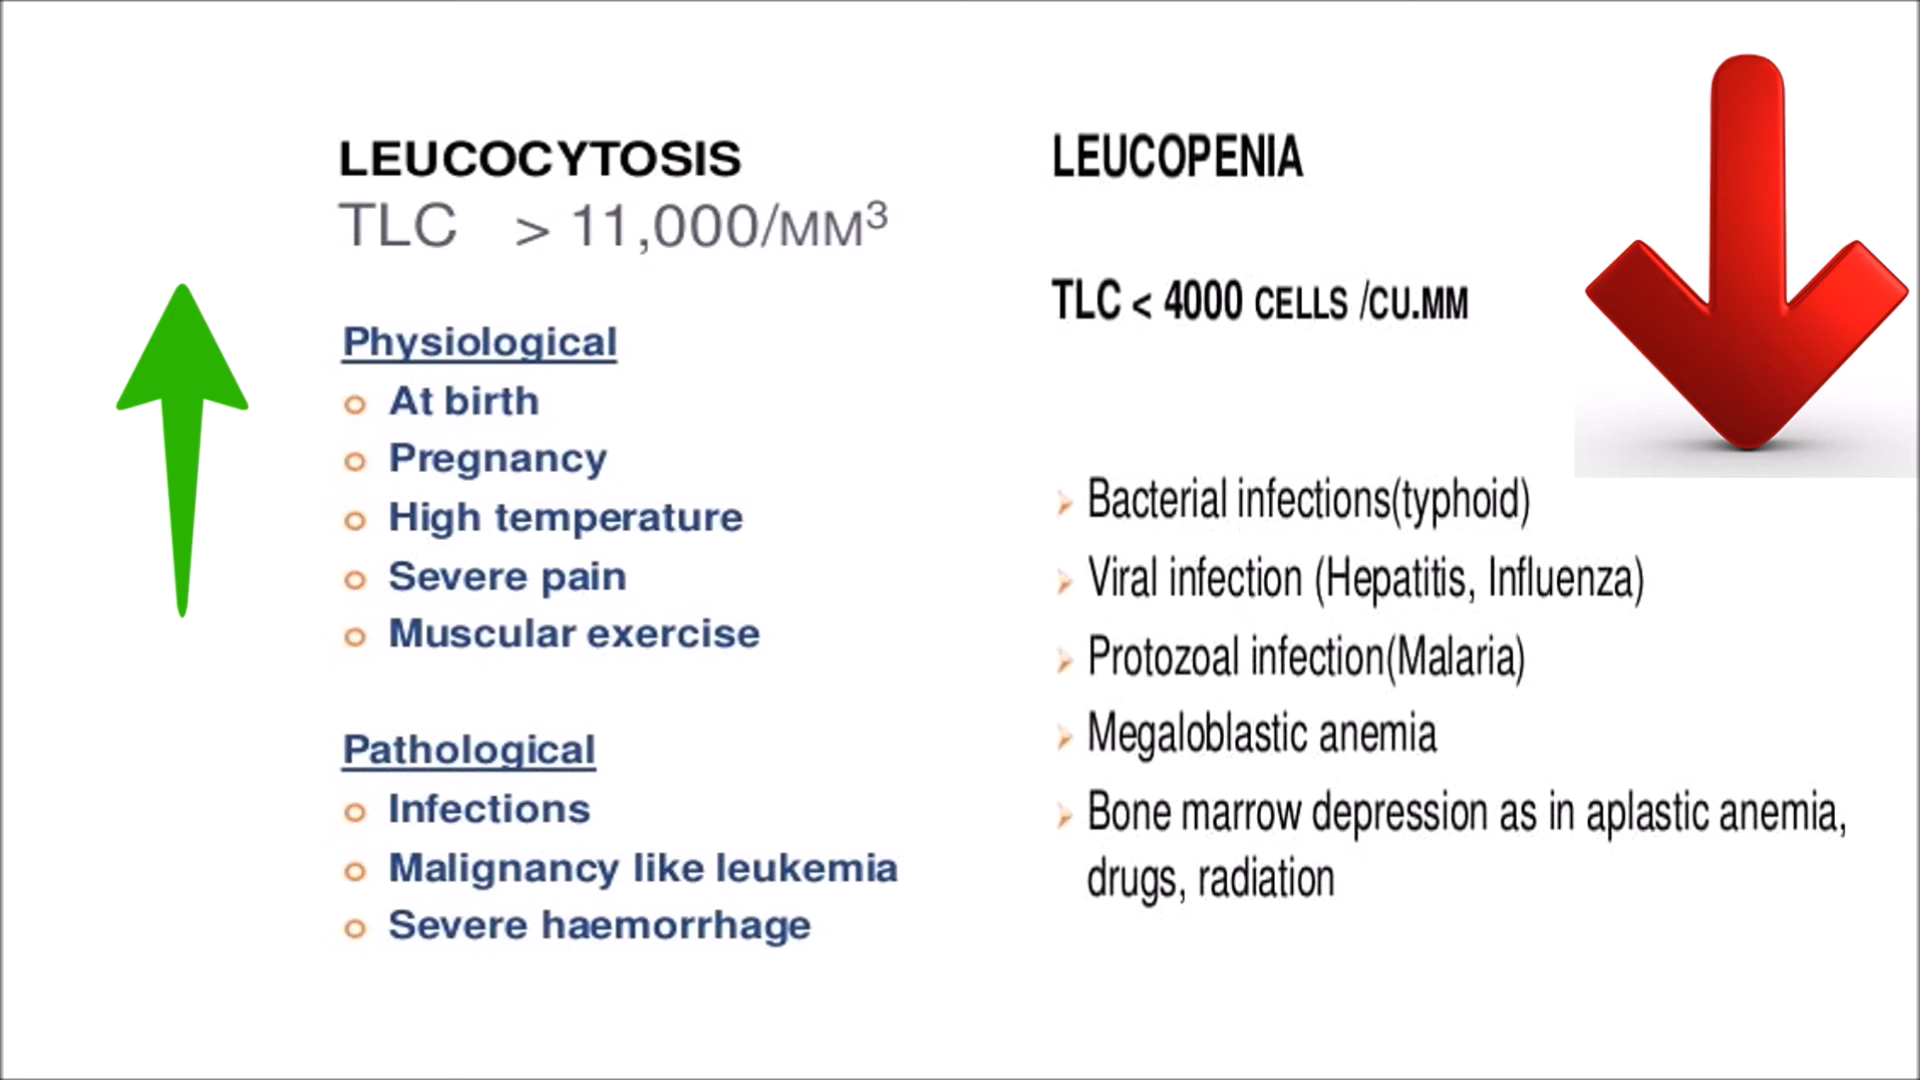 LEUCOCYTOSIS
TLC > 11,000/MM³
Physiological
At birth
Pregnancy
High temperature
Severe pain
Muscular exercise
Pathological
Infections
Malignancy like leukemia
Severe haemorrhage
LEUCOPENIA
TLC < 4000 CELLS /CU.MM
Bacterial infections(typhoid)
Viral infection (Hepatitis, Influenza)
Protozoal infection(Malaria)
Megaloblastic anemia
Bone marrow depression as in aplastic anemia,
drugs, radiation